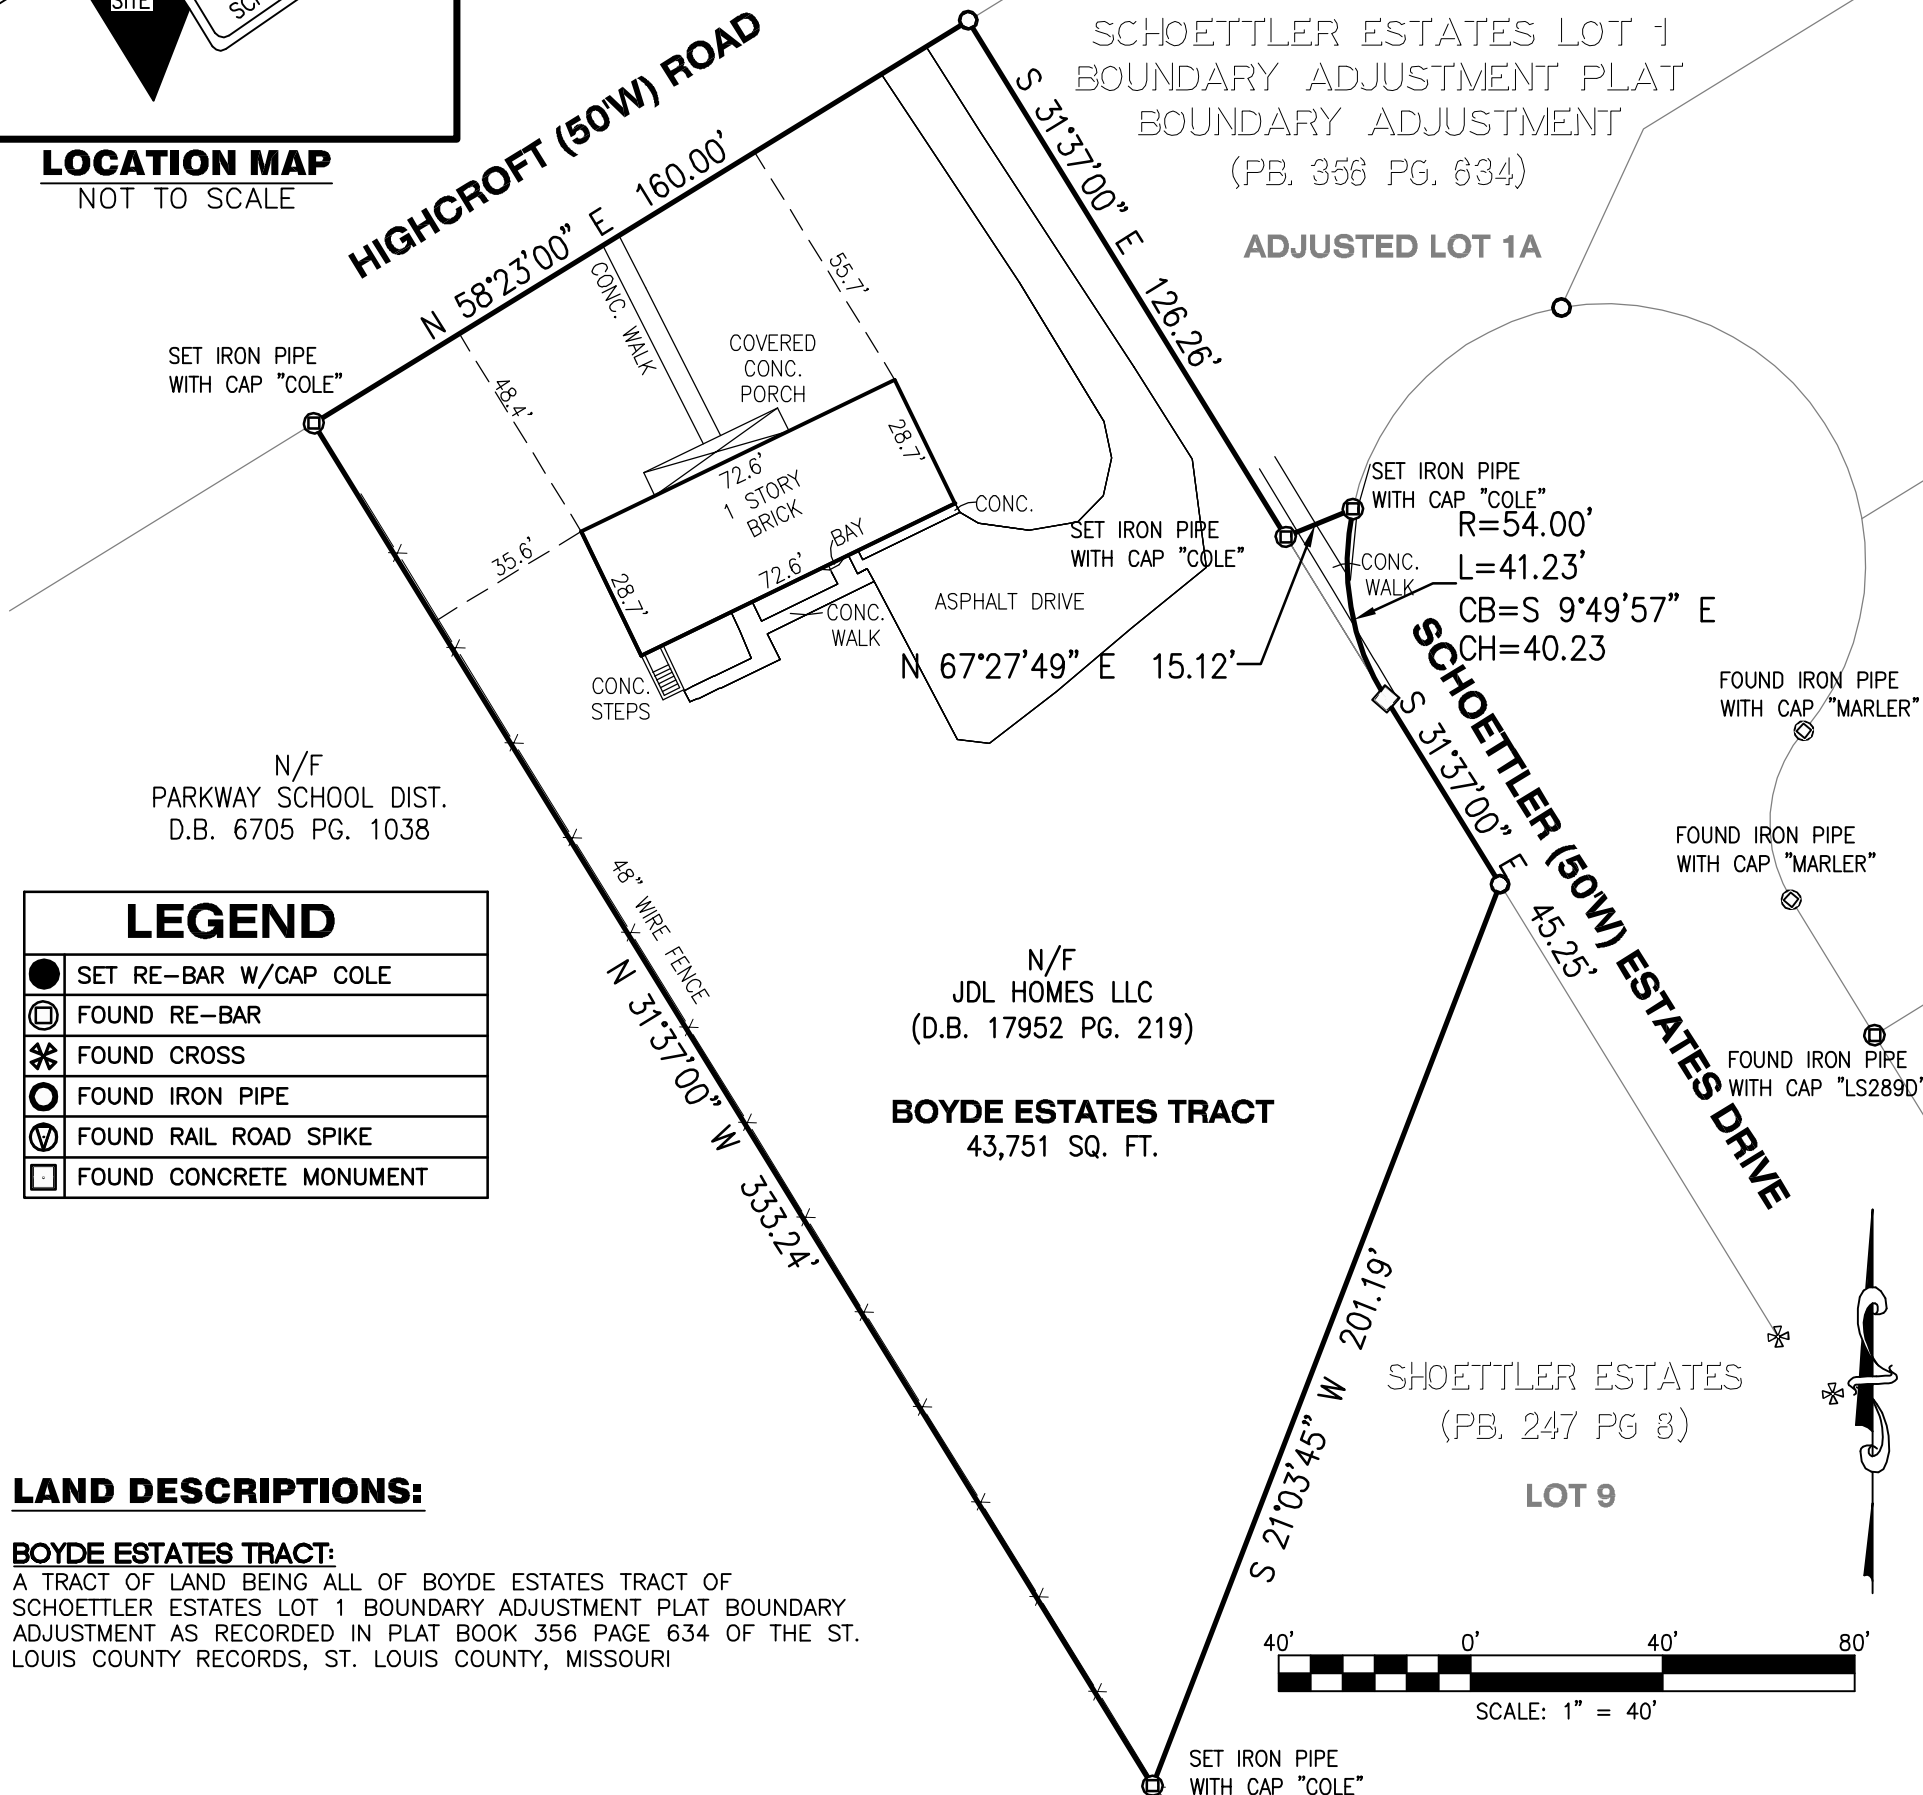 SITE
LOCATION MAP
NOT TO SCALE
HIGHCROFT (50'W) ROAD
N 58°23'00" E 160.00'
SCHOETTLER ESTATES LOT 1
BOUNDARY ADJUSTMENT PLAT
BOUNDARY ADJUSTMENT
(PB. 356 PG. 634)
ADJUSTED LOT 1A
S 31°37'00" E 126.26'
SET IRON PIPE
WITH CAP "COLE"
CONC. WALK
COVERED
CONC.
PORCH
48.4'
55.7'
35.6'
28.7'
72.6'
1 STORY
BRICK
28.7'
72.6'
BAY
CONC.
CONC.
WALK
CONC.
STEPS
ASPHALT DRIVE
SET IRON PIPE
WITH CAP "COLE"
SET IRON PIPE
WITH CAP "COLE"
R=54.00'
L=41.23'
CB=S 9°49'57" E
CH=40.23
CONC.
WALK
N 67°27'49" E 15.12'
S 31°37'00" E 45.25'
SCHOETTLER (50'W) ESTATES DRIVE
FOUND IRON PIPE
WITH CAP "MARLER"
FOUND IRON PIPE
WITH CAP "MARLER"
FOUND IRON PIPE
WITH CAP "LS289D"
N/F
PARKWAY SCHOOL DIST.
D.B. 6705 PG. 1038
48" WIRE FENCE
N 31°37'00" W 333.24'
N/F
JDL HOMES LLC
(D.B. 17952 PG. 219)
BOYDE ESTATES TRACT
43,751 SQ. FT.
LEGEND
SET RE-BAR W/CAP COLE
FOUND RE-BAR
FOUND CROSS
FOUND IRON PIPE
FOUND RAIL ROAD SPIKE
FOUND CONCRETE MONUMENT
S 21°03'45" W 201.19'
SHOETTLER ESTATES
(PB. 247 PG 8)
LOT 9
LAND DESCRIPTIONS:
BOYDE ESTATES TRACT:
A TRACT OF LAND BEING ALL OF BOYDE ESTATES TRACT OF
SCHOETTLER ESTATES LOT 1 BOUNDARY ADJUSTMENT PLAT BOUNDARY
ADJUSTMENT AS RECORDED IN PLAT BOOK 356 PAGE 634 OF THE ST.
LOUIS COUNTY RECORDS, ST. LOUIS COUNTY, MISSOURI
40' 0' 40' 80'
SCALE: 1" = 40'
SET IRON PIPE
WITH CAP "COLE"